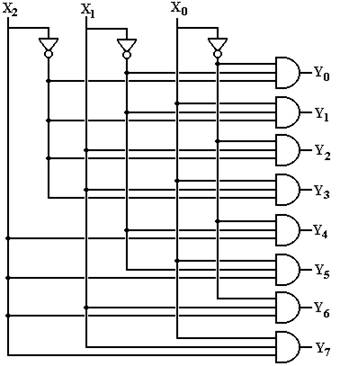 X₂ X₁ X₀
Y₀
Y₁
Y₂
Y₃
Y₄
Y₅
Y₆
Y₇